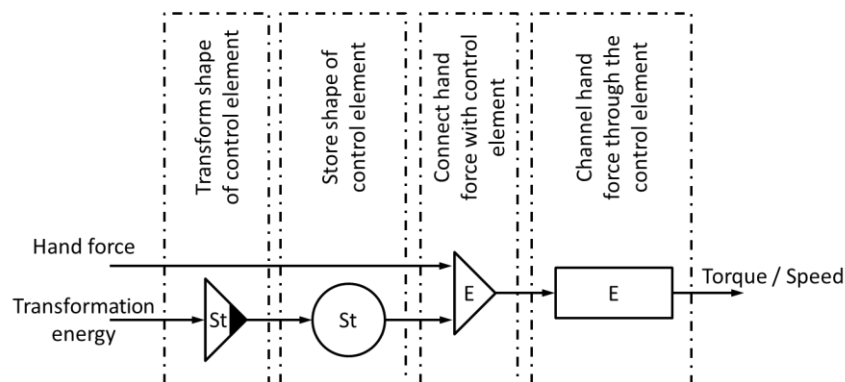 Transform shape
of control element
Store shape of
control element
Connect hand
force with control
element
Channel hand
force through the
control element
Hand force
Transformation
energy
St
St
E
E
Torque / Speed